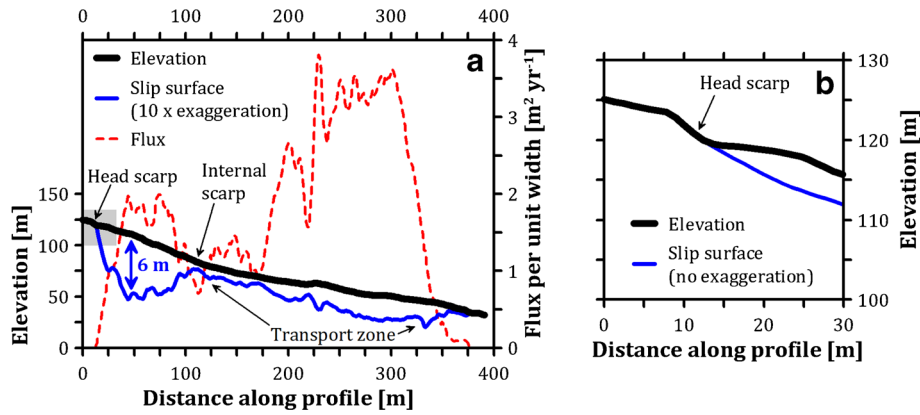 0 100 200 300 400
a
Elevation
Slip surface
(10 x exaggeration)
Flux
Internal
scarp
Head scarp
6 m
Transport zone
150
100
50
0
Elevation [m]
4
3
2
1
0
Flux per unit width [m² yr⁻¹]
0 100 200 300 400
Distance along profile [m]
b
Head scarp
Elevation
Slip surface
(no exaggeration)
130
120
110
100
Elevation [m]
0 10 20 30
Distance along profile [m]